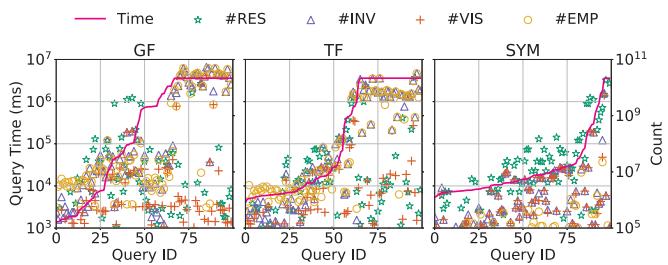 Time #RES #INV #VIS #EMP
GF TF SYM
Query Time (ms)
10^7
10^6
10^5
10^4
10^3
10^11
10^9
10^7
10^5
Count
0 25 50 75 0 25 50 75 0 25 50 75
Query ID Query ID Query ID